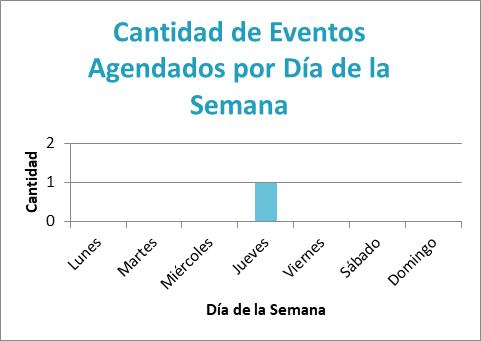 Cantidad de Eventos
Agendados por Día de la
Semana
Cantidad
2
1
0
Lunes
Martes
Miércoles
Jueves
Viernes
Sábado
Domingo
Día de la Semana